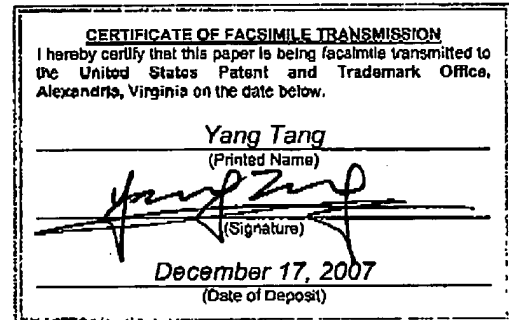 CERTIFICATE OF FACSIMILE TRANSMISSION
I hereby certify that this paper is being facsimile transmitted to
the United States Patent and Trademark Office,
Alexandria, Virginia on the date below.
Yang Tang
(Printed Name)
Yang Tang
(Signature)
December 17, 2007
(Date of Deposit)